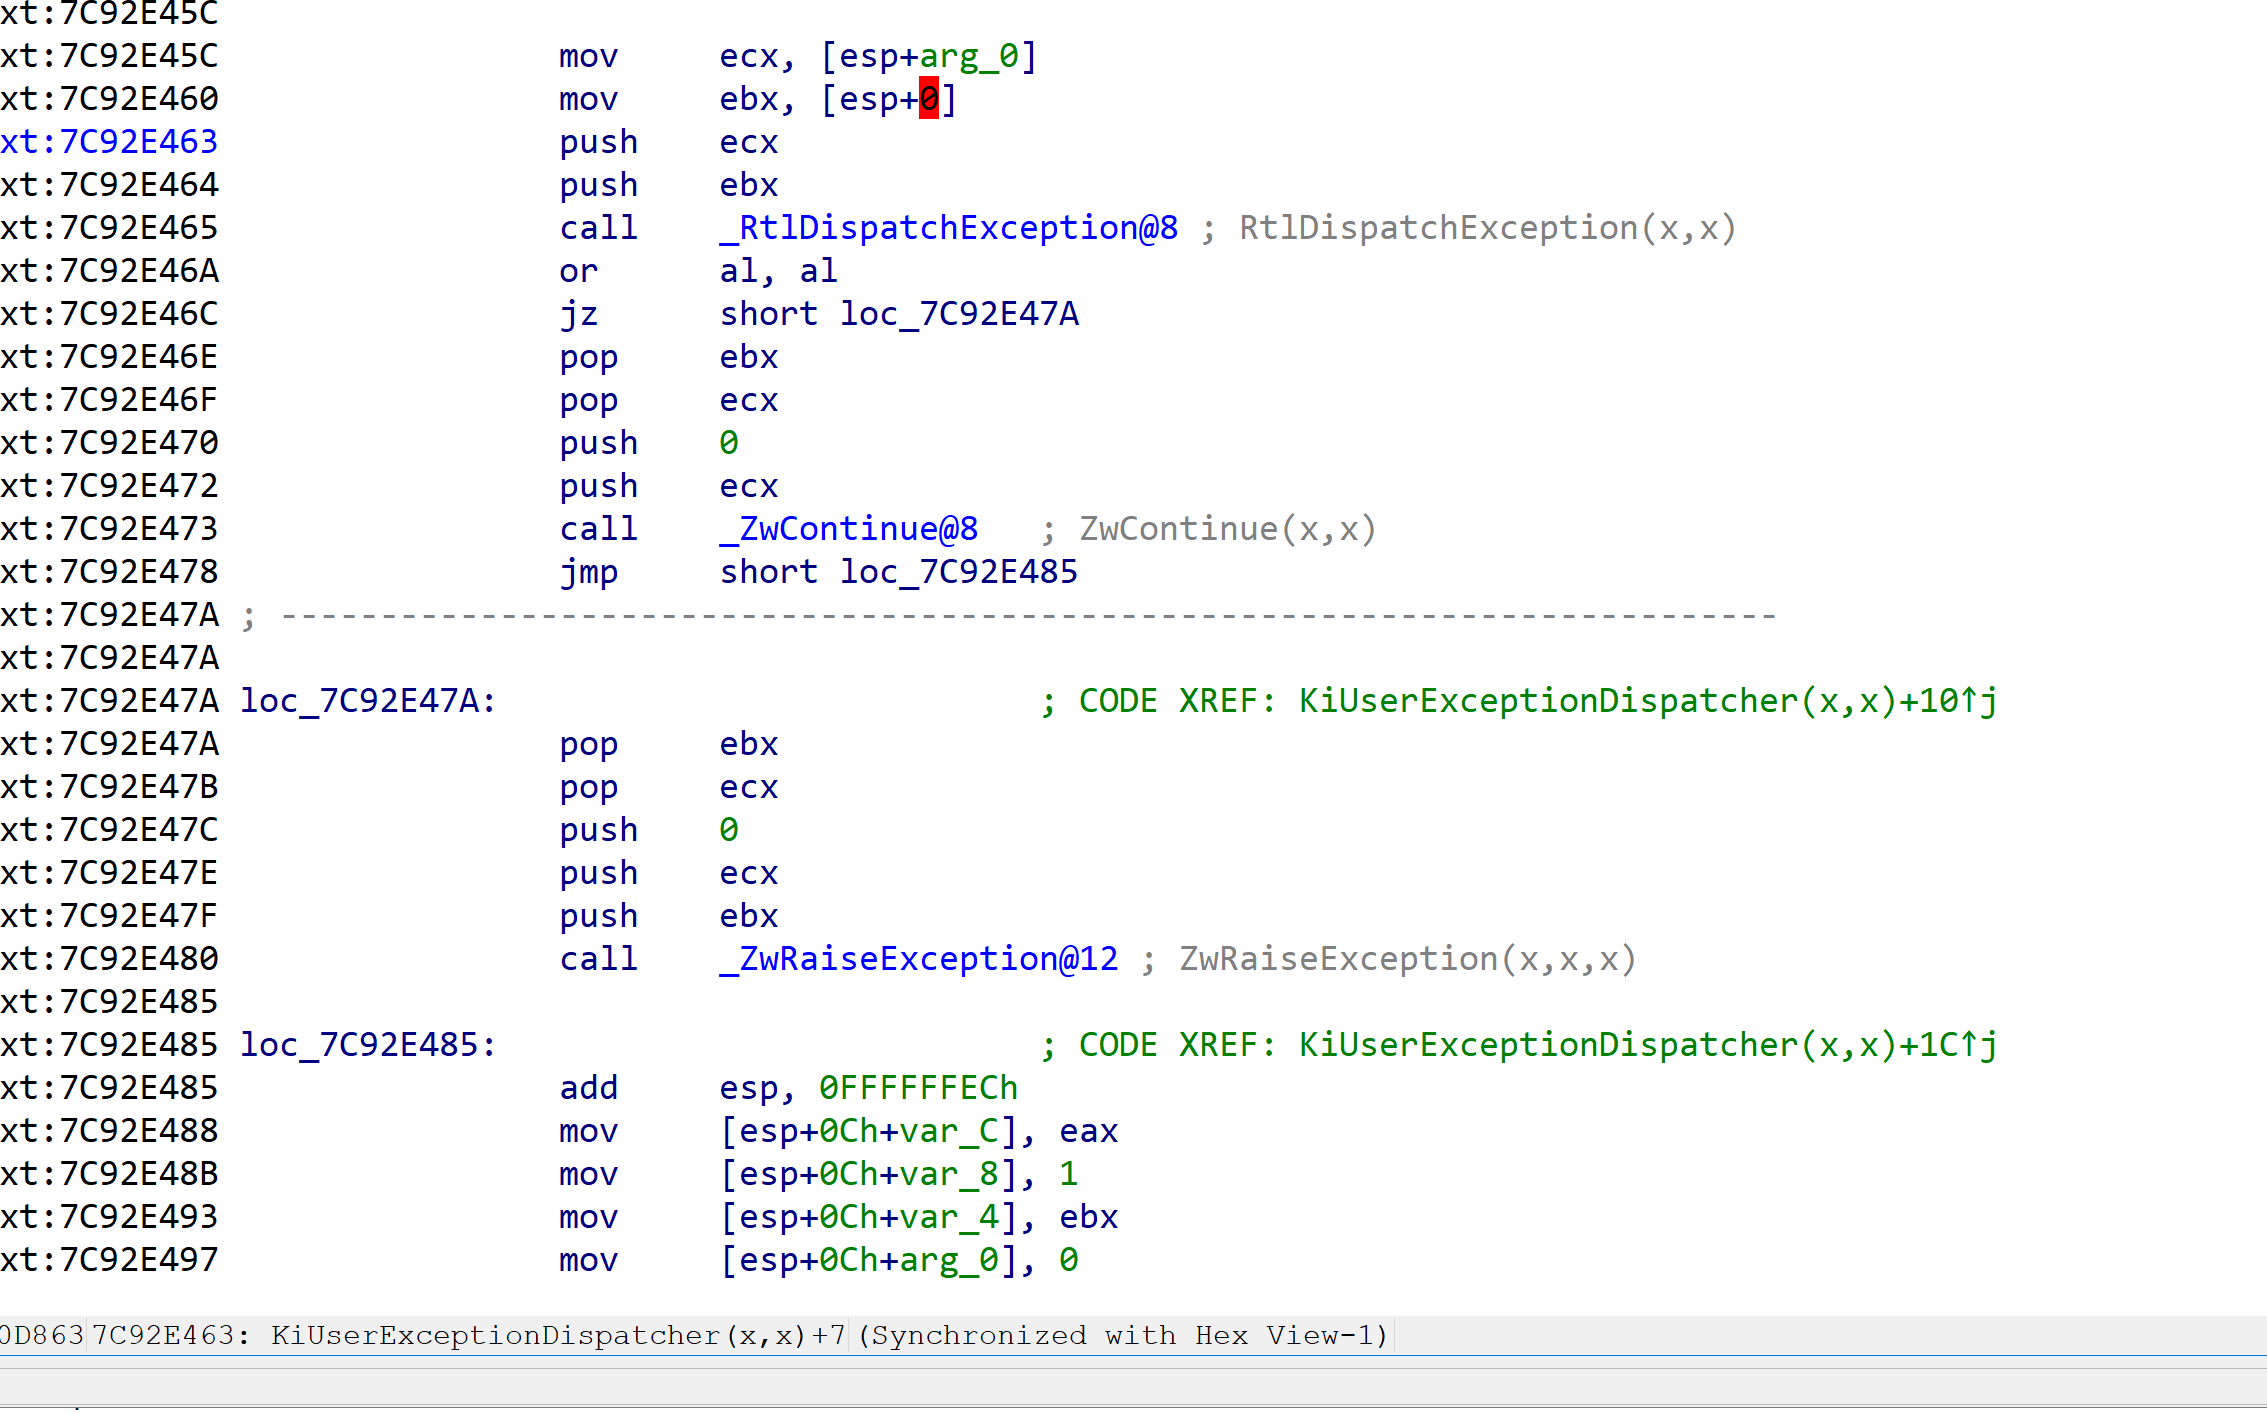 xt:7C92E45C
xt:7C92E45C mov ecx, [esp+arg_0]
xt:7C92E460 mov ebx, [esp+0]
xt:7C92E463 push ecx
xt:7C92E464 push ebx
xt:7C92E465 call _RtlDispatchException@8 ; RtlDispatchException(x,x)
xt:7C92E46A or al, al
xt:7C92E46C jz short loc_7C92E47A
xt:7C92E46E pop ebx
xt:7C92E46F pop ecx
xt:7C92E470 push 0
xt:7C92E472 push ecx
xt:7C92E473 call _ZwContinue@8 ; ZwContinue(x,x)
xt:7C92E478 jmp short loc_7C92E485
xt:7C92E47A ; ---------------------------------------------------------------------------
xt:7C92E47A
xt:7C92E47A loc_7C92E47A: ; CODE XREF: KiUserExceptionDispatcher(x,x)+10↑j
xt:7C92E47A pop ebx
xt:7C92E47B pop ecx
xt:7C92E47C push 0
xt:7C92E47E push ecx
xt:7C92E47F push ebx
xt:7C92E480 call _ZwRaiseException@12 ; ZwRaiseException(x,x,x)
xt:7C92E485
xt:7C92E485 loc_7C92E485: ; CODE XREF: KiUserExceptionDispatcher(x,x)+1C↑j
xt:7C92E485 add esp, 0FFFFFFECh
xt:7C92E488 mov [esp+0Ch+var_C], eax
xt:7C92E48B mov [esp+0Ch+var_8], 1
xt:7C92E493 mov [esp+0Ch+var_4], ebx
xt:7C92E497 mov [esp+0Ch+arg_0], 0
0D863 7C92E463: KiUserExceptionDispatcher(x,x)+7 (Synchronized with Hex View-1)